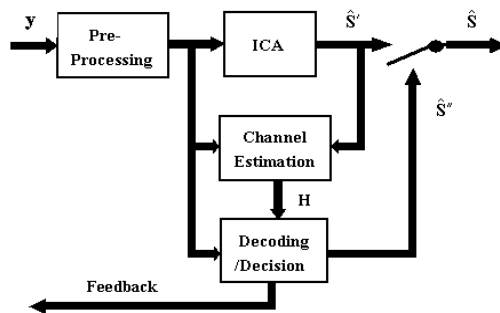 y
Pre-
Processing
ICA
Ŝ'
Ŝ
Ŝ"
Channel
Estimation
H
Decoding
/Decision
Feedback